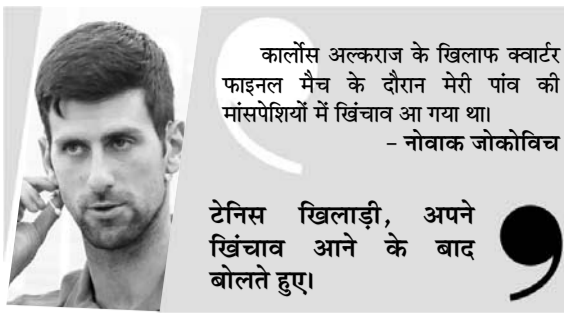 कार्लोस अल्कराज के खिलाफ क्वार्टर
फाइनल मैच के दौरान मेरी पांव की
मांसपेशियों में खिंचाव आ गया था।
– नोवाक जोकोविच
टेनिस खिलाड़ी, अपने
खिंचाव आने के बाद
बोलते हुए।